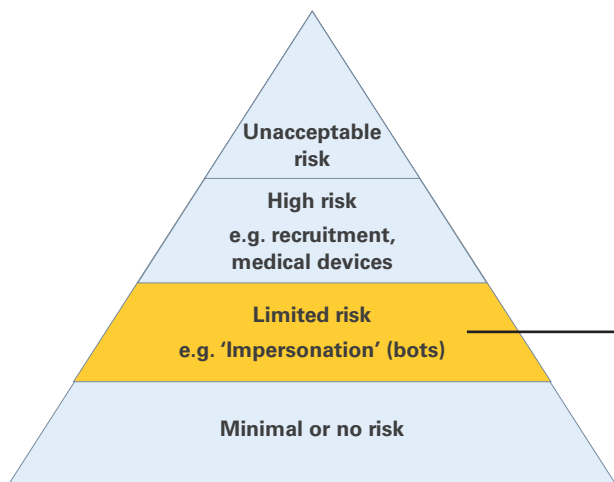 Unacceptable
risk
High risk
e.g. recruitment,
medical devices
Limited risk
e.g. ‘Impersonation’ (bots)
Minimal or no risk